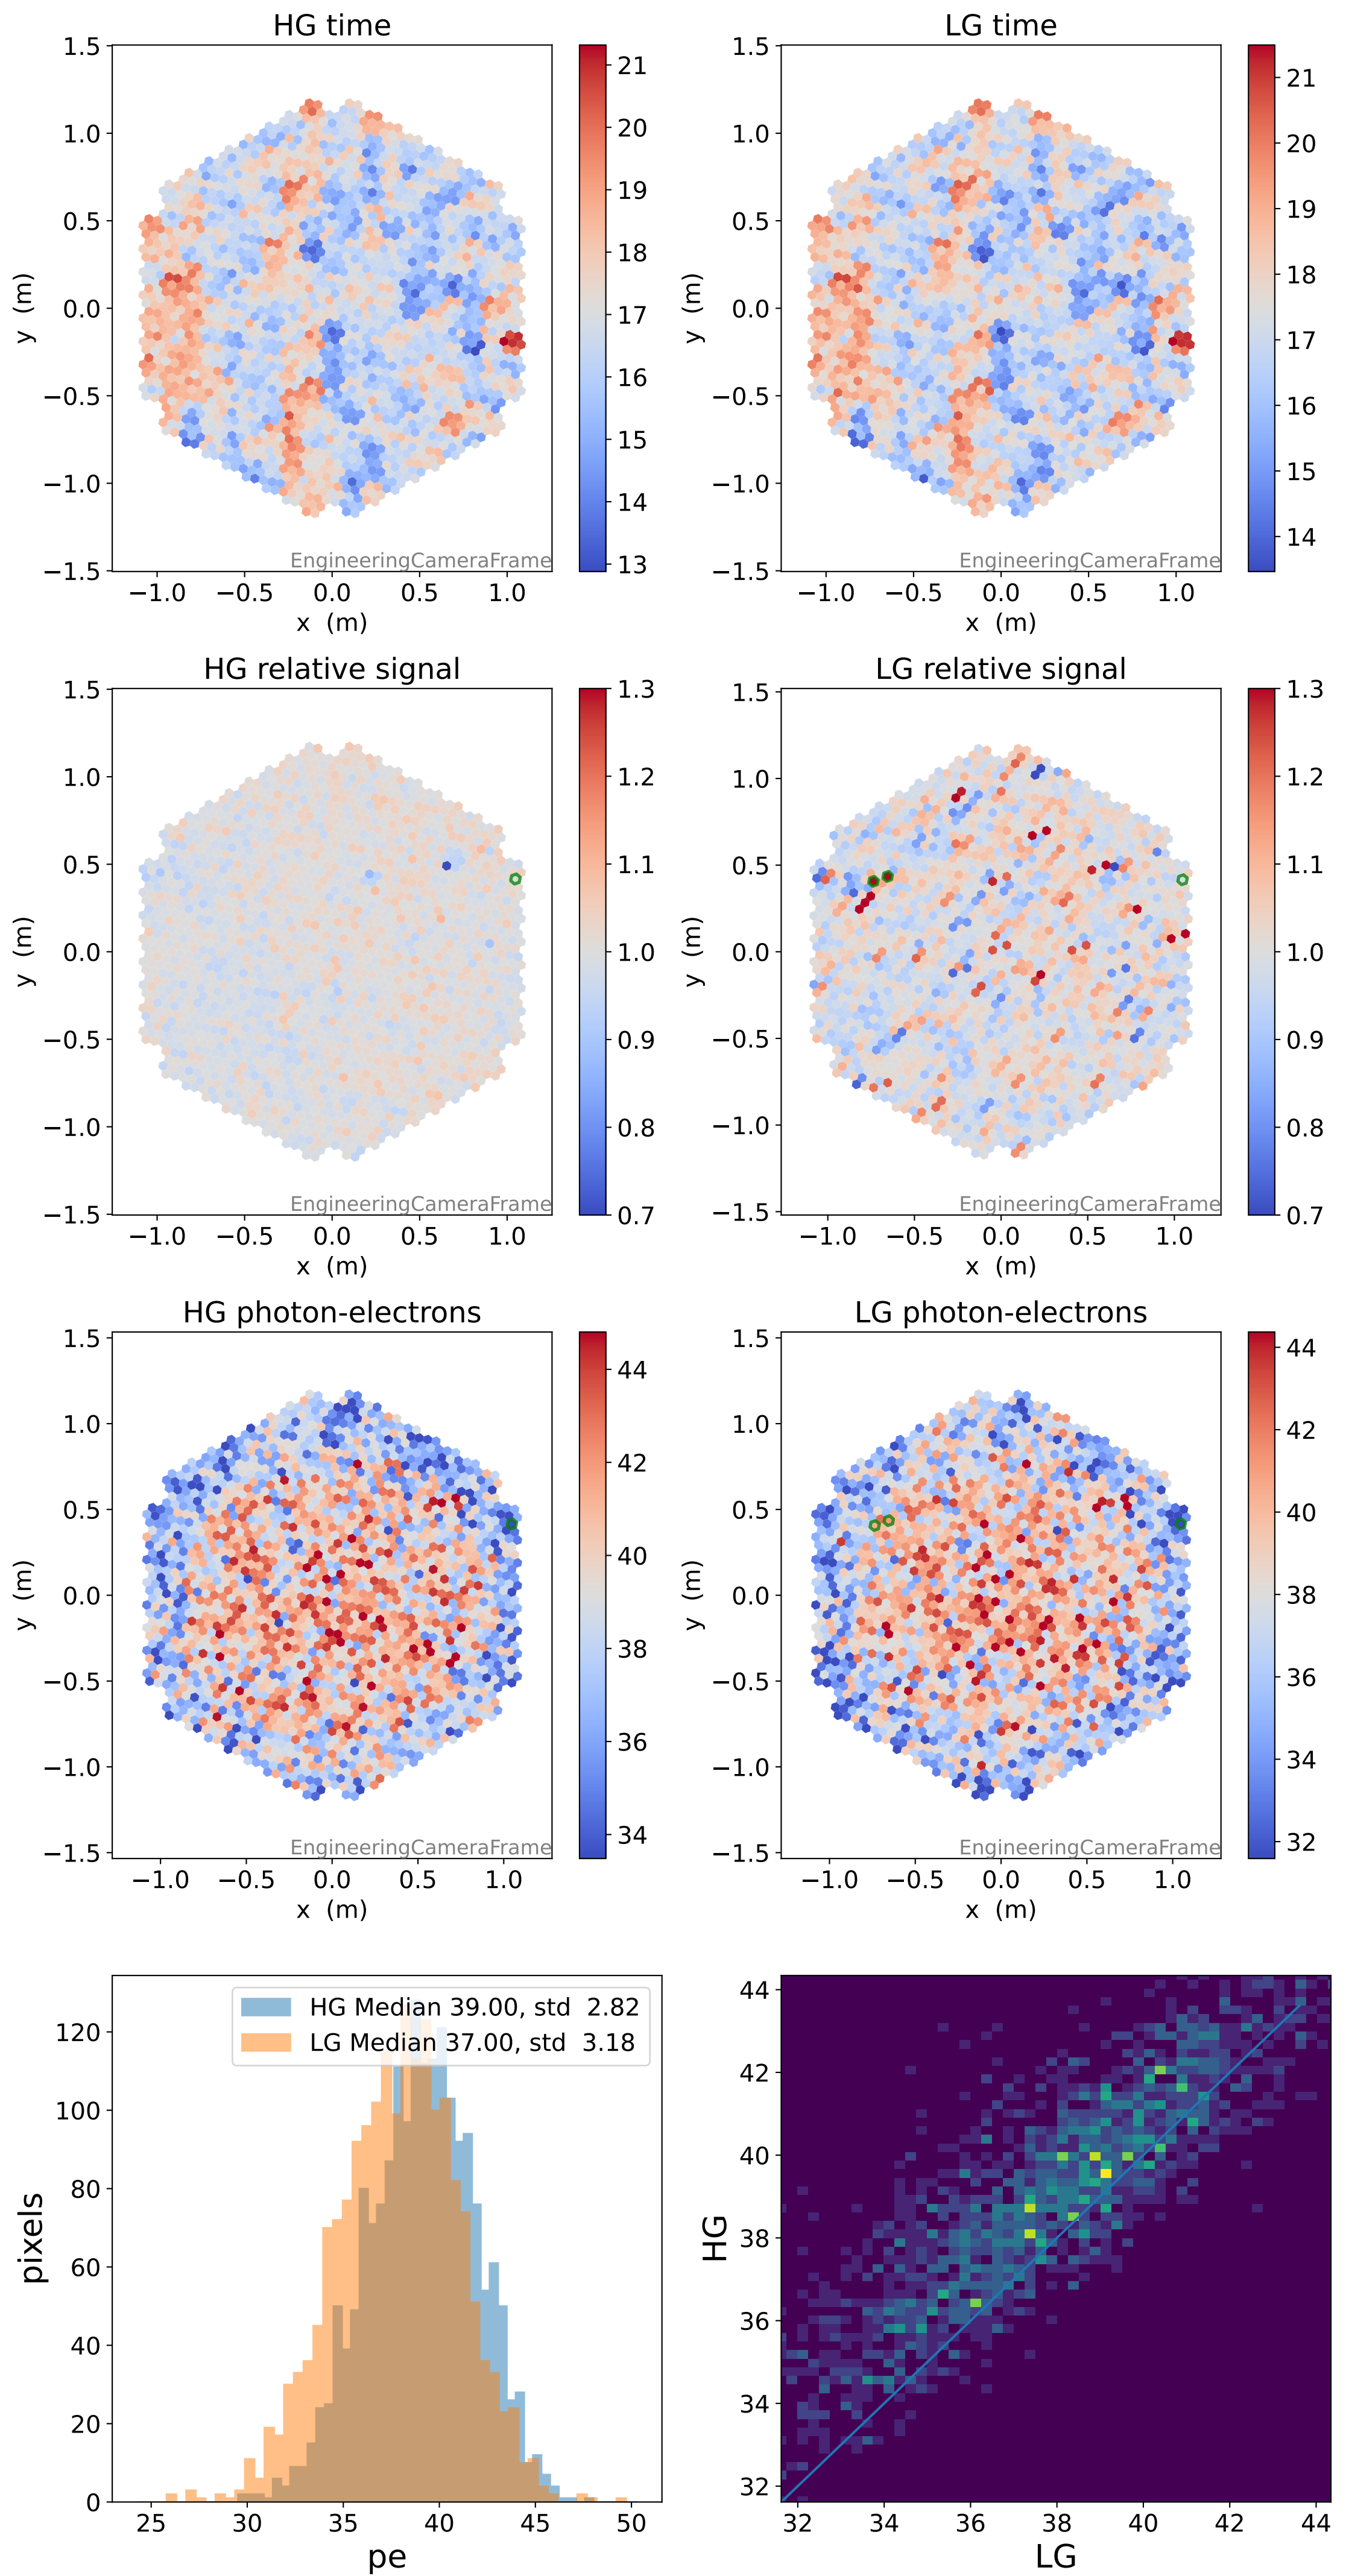 HG time
LG time
1.5
1.0
0.5
0.0
−0.5
−1.0
−1.5
y (m)
EngineeringCameraFrame
−1.0 −0.5 0.0 0.5 1.0
x (m)
21
20
19
18
17
16
15
14
13
1.5
1.0
0.5
0.0
−0.5
−1.0
−1.5
y (m)
EngineeringCameraFrame
−1.0 −0.5 0.0 0.5 1.0
x (m)
21
20
19
18
17
16
15
14
HG relative signal
LG relative signal
1.5
1.0
0.5
0.0
−0.5
−1.0
−1.5
y (m)
EngineeringCameraFrame
−1.0 −0.5 0.0 0.5 1.0
x (m)
1.3
1.2
1.1
1.0
0.9
0.8
0.7
1.5
1.0
0.5
0.0
−0.5
−1.0
−1.5
y (m)
EngineeringCameraFrame
−1.0 −0.5 0.0 0.5 1.0
x (m)
1.3
1.2
1.1
1.0
0.9
0.8
0.7
HG photon-electrons
LG photon-electrons
1.5
1.0
0.5
0.0
−0.5
−1.0
−1.5
y (m)
EngineeringCameraFrame
−1.0 −0.5 0.0 0.5 1.0
x (m)
44
42
40
38
36
34
1.5
1.0
0.5
0.0
−0.5
−1.0
−1.5
y (m)
EngineeringCameraFrame
−1.0 −0.5 0.0 0.5 1.0
x (m)
44
42
40
38
36
34
32
HG Median 39.00, std 2.82
LG Median 37.00, std 3.18
120
100
80
60
40
20
0
pixels
25 30 35 40 45 50
pe
44
42
40
38
36
34
32
HG
32 34 36 38 40 42 44
LG